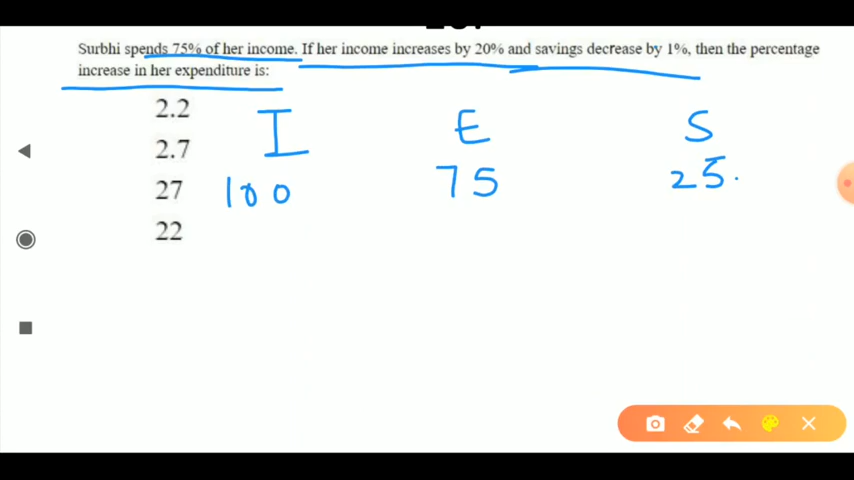 Surbhi spends 75% of her income. If her income increases by 20% and savings decrease by 1%, then the percentage
increase in her expenditure is:
2.2
2.7
27
22
I E S
100 75 25.